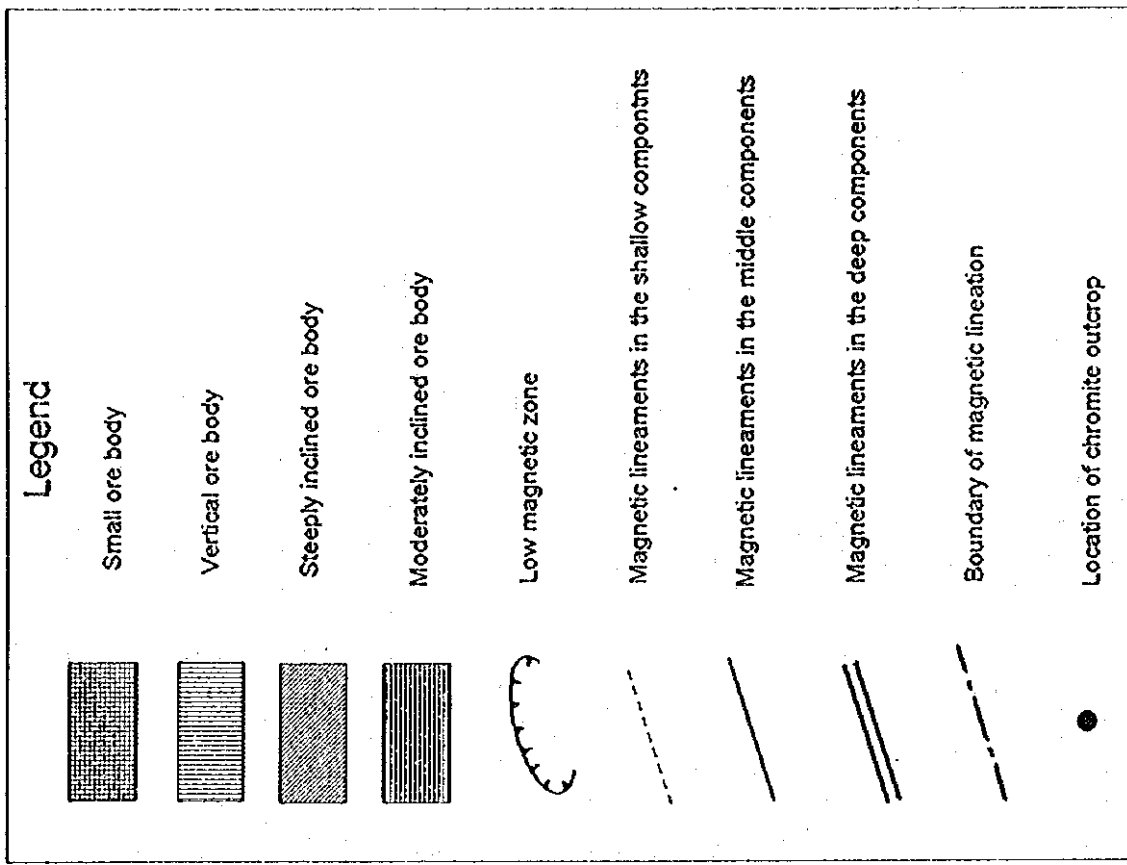 Legend
Small ore body
Vertical ore body
Steeply inclined ore body
Moderately inclined ore body
Low magnetic zone
Magnetic lineaments in the shallow compontnts
Magnetic lineaments in the middle components
Magnetic lineaments in the deep components
Boundary of magnetic lineation
Location of chromite outcrop